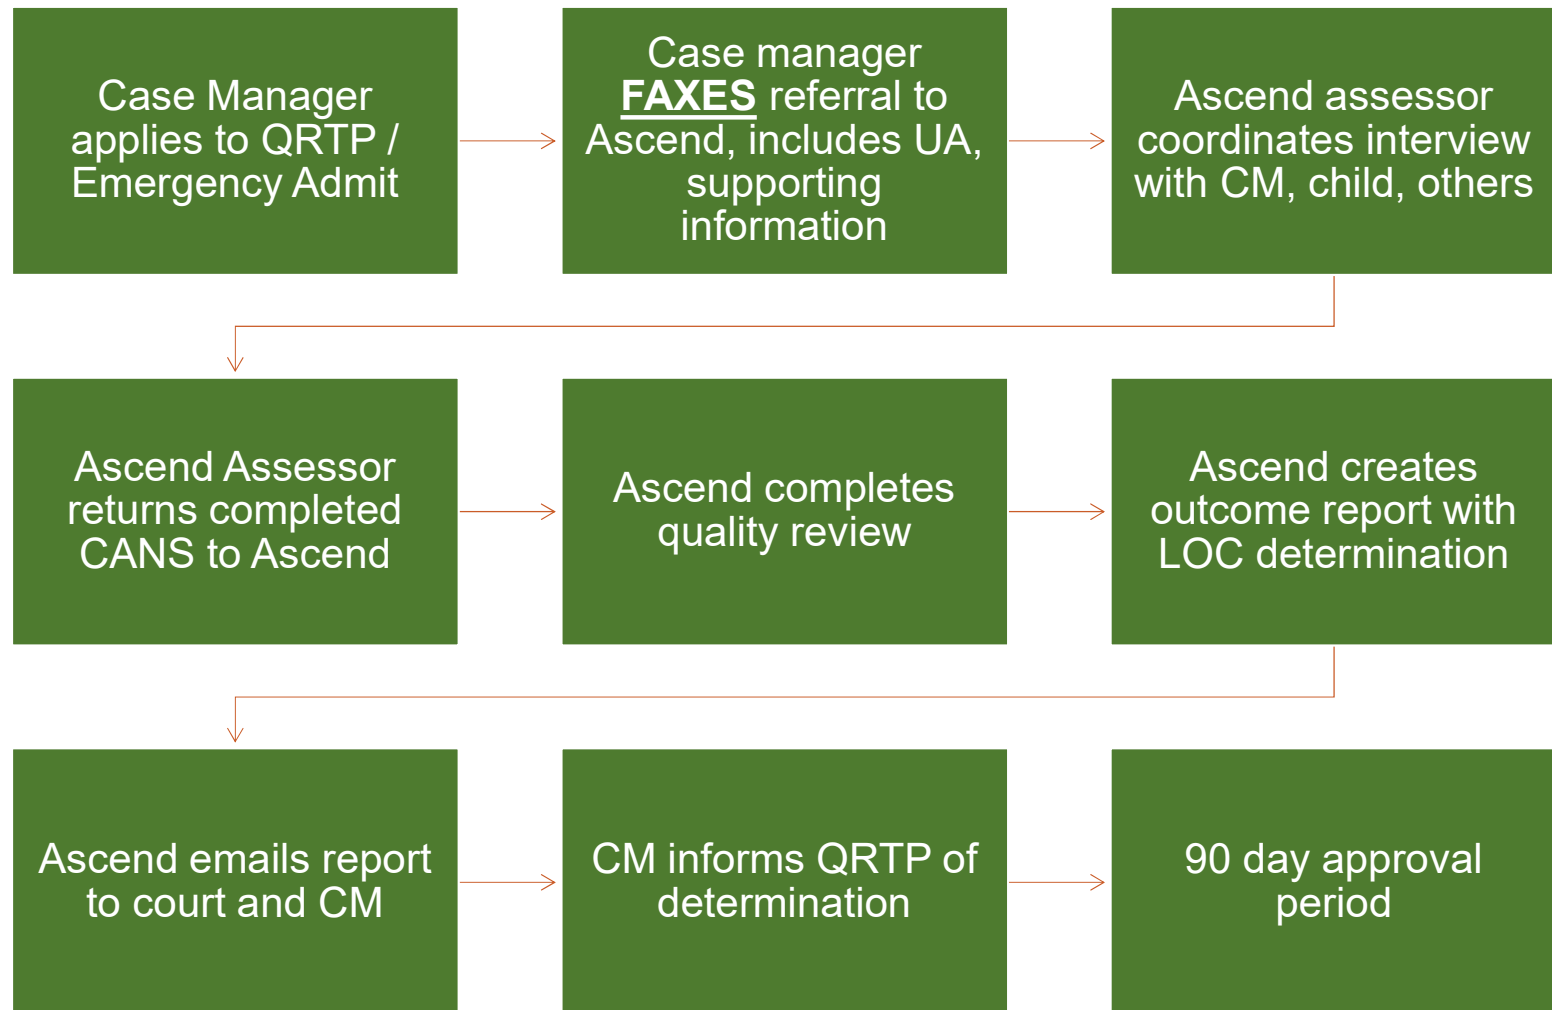 Case Manager
applies to QRTP /
Emergency Admit
Case manager
FAXES referral to
Ascend, includes UA,
supporting
information
Ascend assessor
coordinates interview
with CM, child, others
Ascend Assessor
returns completed
CANS to Ascend
Ascend completes
quality review
Ascend creates
outcome report with
LOC determination
Ascend emails report
to court and CM
CM informs QRTP of
determination
90 day approval
period